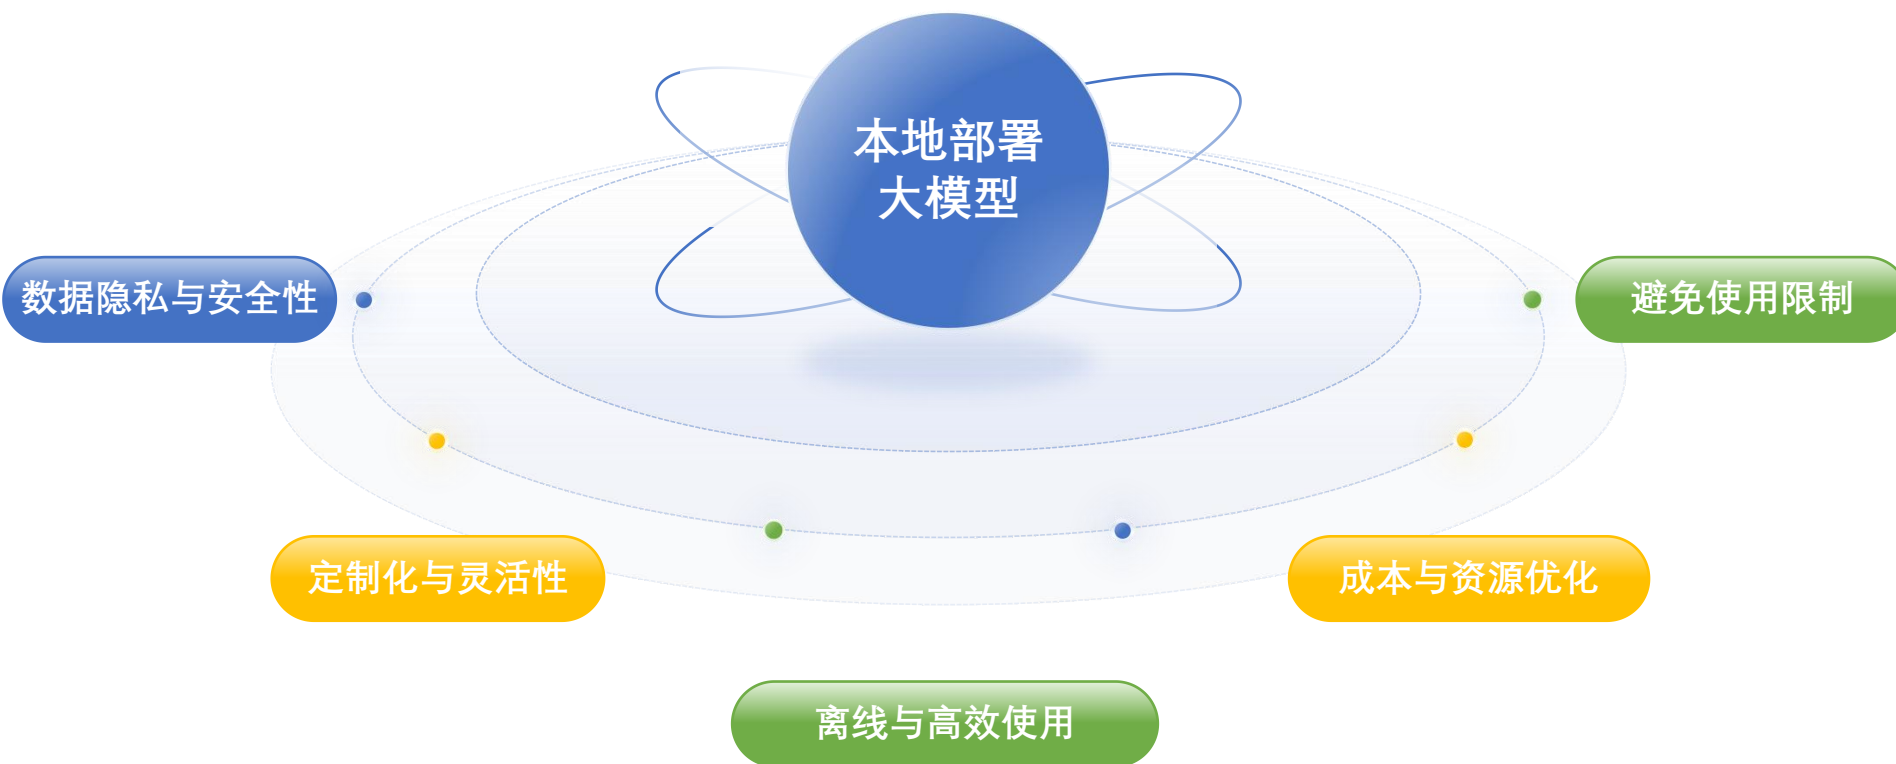 本地部署
大模型
数据隐私与安全性
避免使用限制
定制化与灵活性
成本与资源优化
离线与高效使用